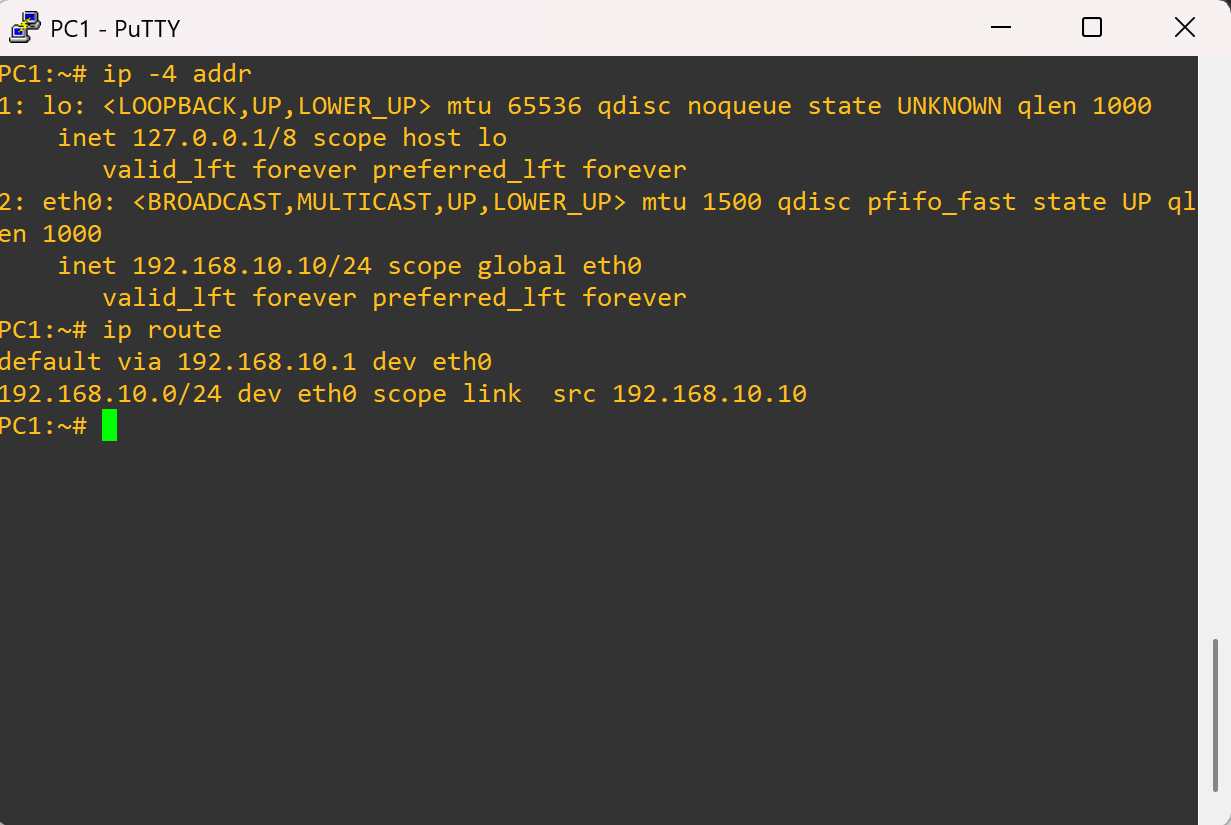 PC1 - PuTTY
PC1:~# ip -4 addr
1: lo: <LOOPBACK,UP,LOWER_UP> mtu 65536 qdisc noqueue state UNKNOWN qlen 1000
    inet 127.0.0.1/8 scope host lo
       valid_lft forever preferred_lft forever
2: eth0: <BROADCAST,MULTICAST,UP,LOWER_UP> mtu 1500 qdisc pfifo_fast state UP ql
en 1000
    inet 192.168.10.10/24 scope global eth0
       valid_lft forever preferred_lft forever
PC1:~# ip route
default via 192.168.10.1 dev eth0
192.168.10.0/24 dev eth0 scope link  src 192.168.10.10
PC1:~#